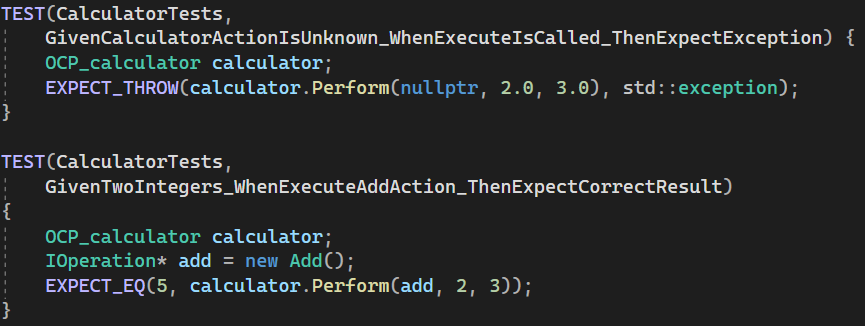 TEST(CalculatorTests,
    GivenCalculatorActionIsUnknown_WhenExecuteIsCalled_ThenExpectException) {
    OCP_calculator calculator;
    EXPECT_THROW(calculator.Perform(nullptr, 2.0, 3.0), std::exception);
}
TEST(CalculatorTests,
    GivenTwoIntegers_WhenExecuteAddAction_ThenExpectCorrectResult)
{
    OCP_calculator calculator;
    IOperation* add = new Add();
    EXPECT_EQ(5, calculator.Perform(add, 2, 3));
}